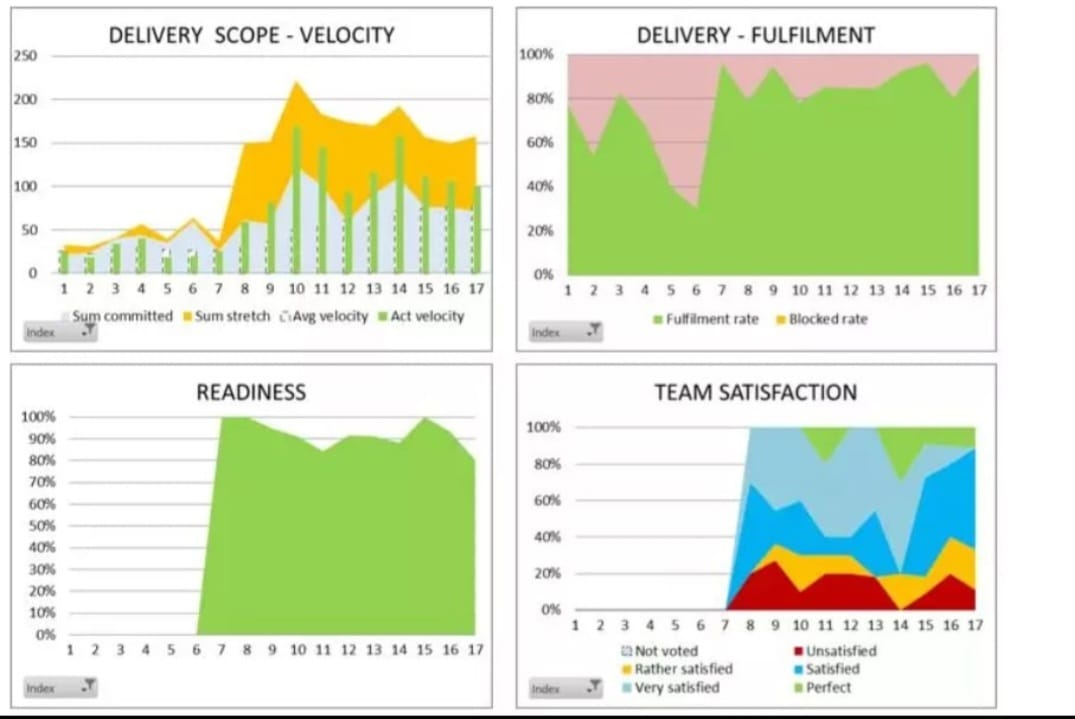 DELIVERY SCOPE - VELOCITY
250
200
150
100
50
0
1 2 3 4 5 6 7 8 9 10 11 12 13 14 15 16 17
Sum committed Sum stretch Avg velocity Act velocity
Index
DELIVERY - FULFILMENT
100%
80%
60%
40%
20%
0%
1 2 3 4 5 6 7 8 9 10 11 12 13 14 15 16 17
Fulfilment rate Blocked rate
Index
READINESS
100%
90%
80%
70%
60%
50%
40%
30%
20%
10%
0%
1 2 3 4 5 6 7 8 9 10 11 12 13 14 15 16 17
Index
TEAM SATISFACTION
100%
80%
60%
40%
20%
0%
1 2 3 4 5 6 7 8 9 10 11 12 13 14 15 16 17
Not voted Unsatisfied
Rather satisfied Satisfied
Very satisfied Perfect
Index